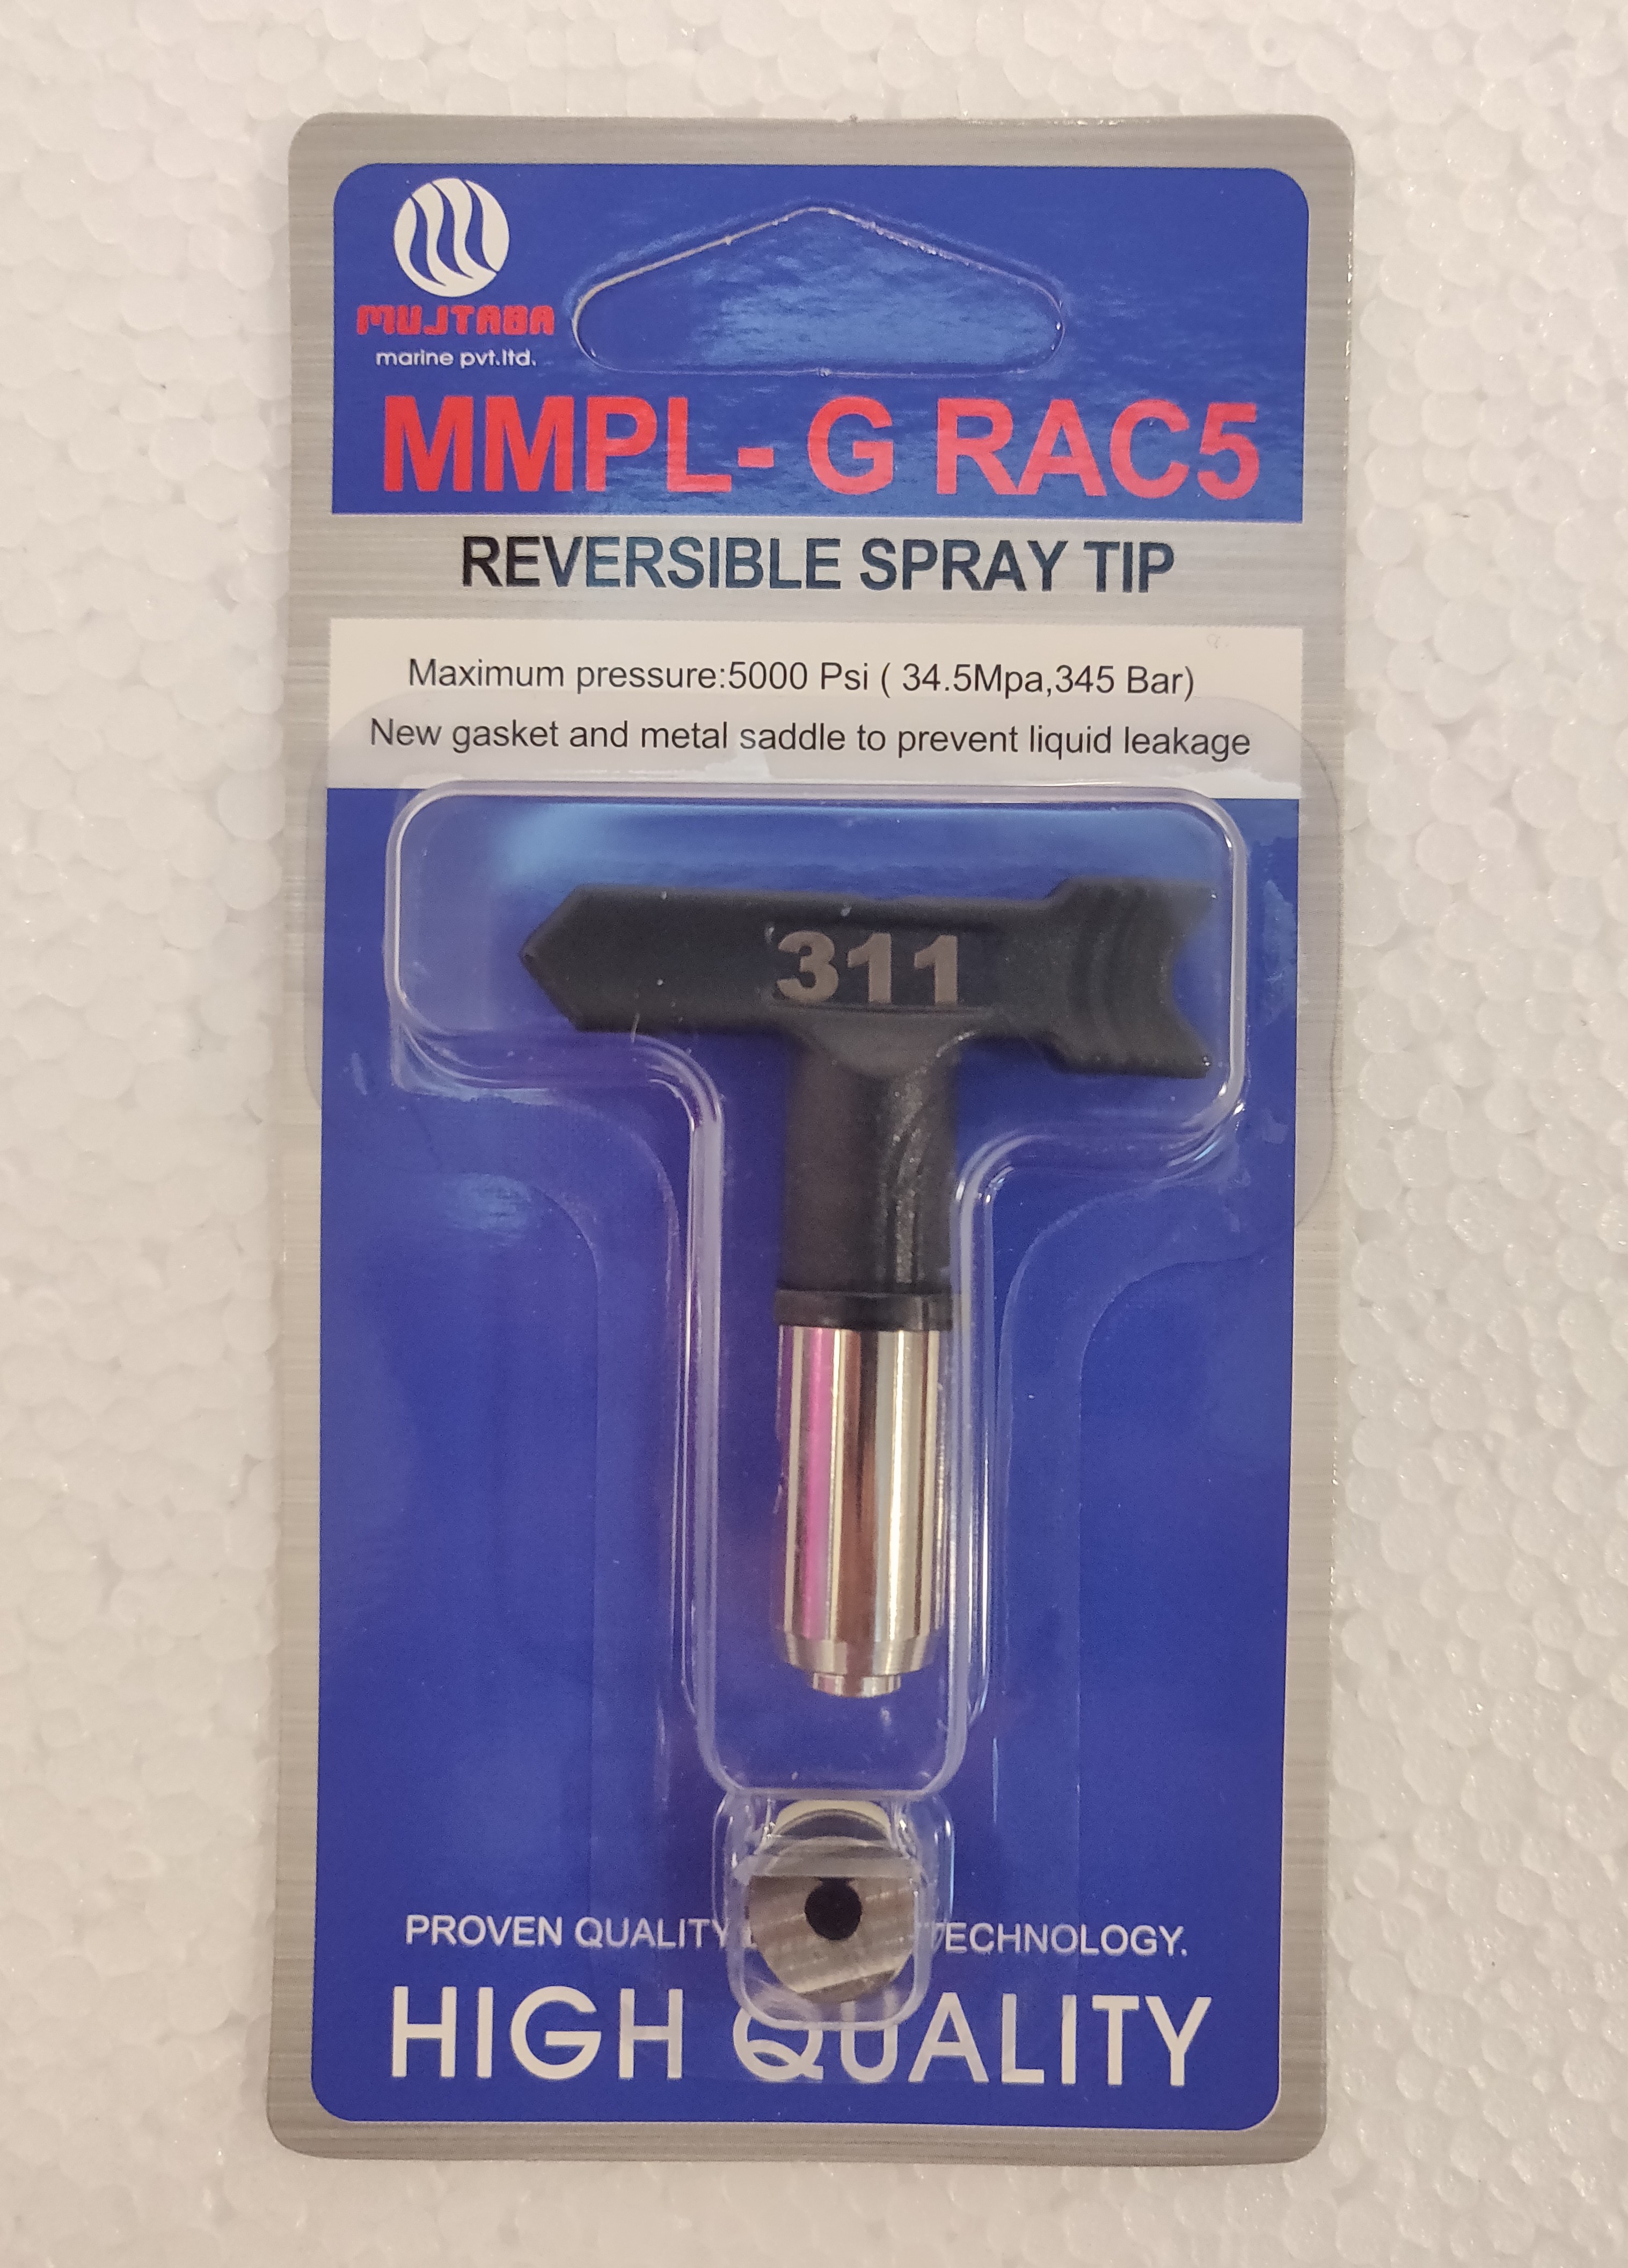 MUJTABA
marine pvt.ltd.
MMPL- G RAC5
REVERSIBLE SPRAY TIP
Maximum pressure:5000 Psi ( 34.5Mpa,345 Bar)
New gasket and metal saddle to prevent liquid leakage
311
PROVEN QUALITY TECHNOLOGY.
HIGH QUALITY